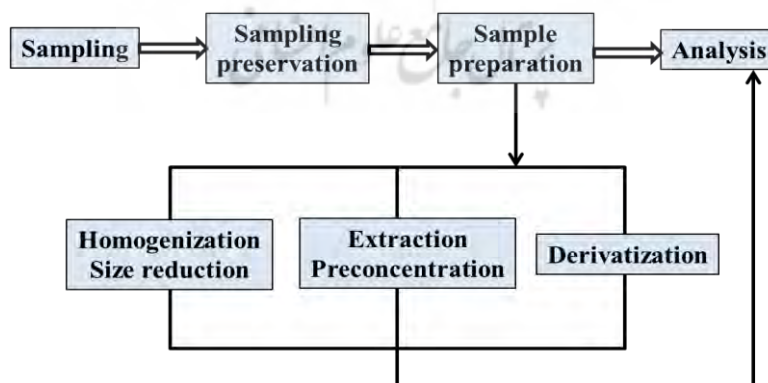 Sampling
Sampling
preservation
Sample
preparation
Analysis
Homogenization
Size reduction
Extraction
Preconcentration
Derivatization